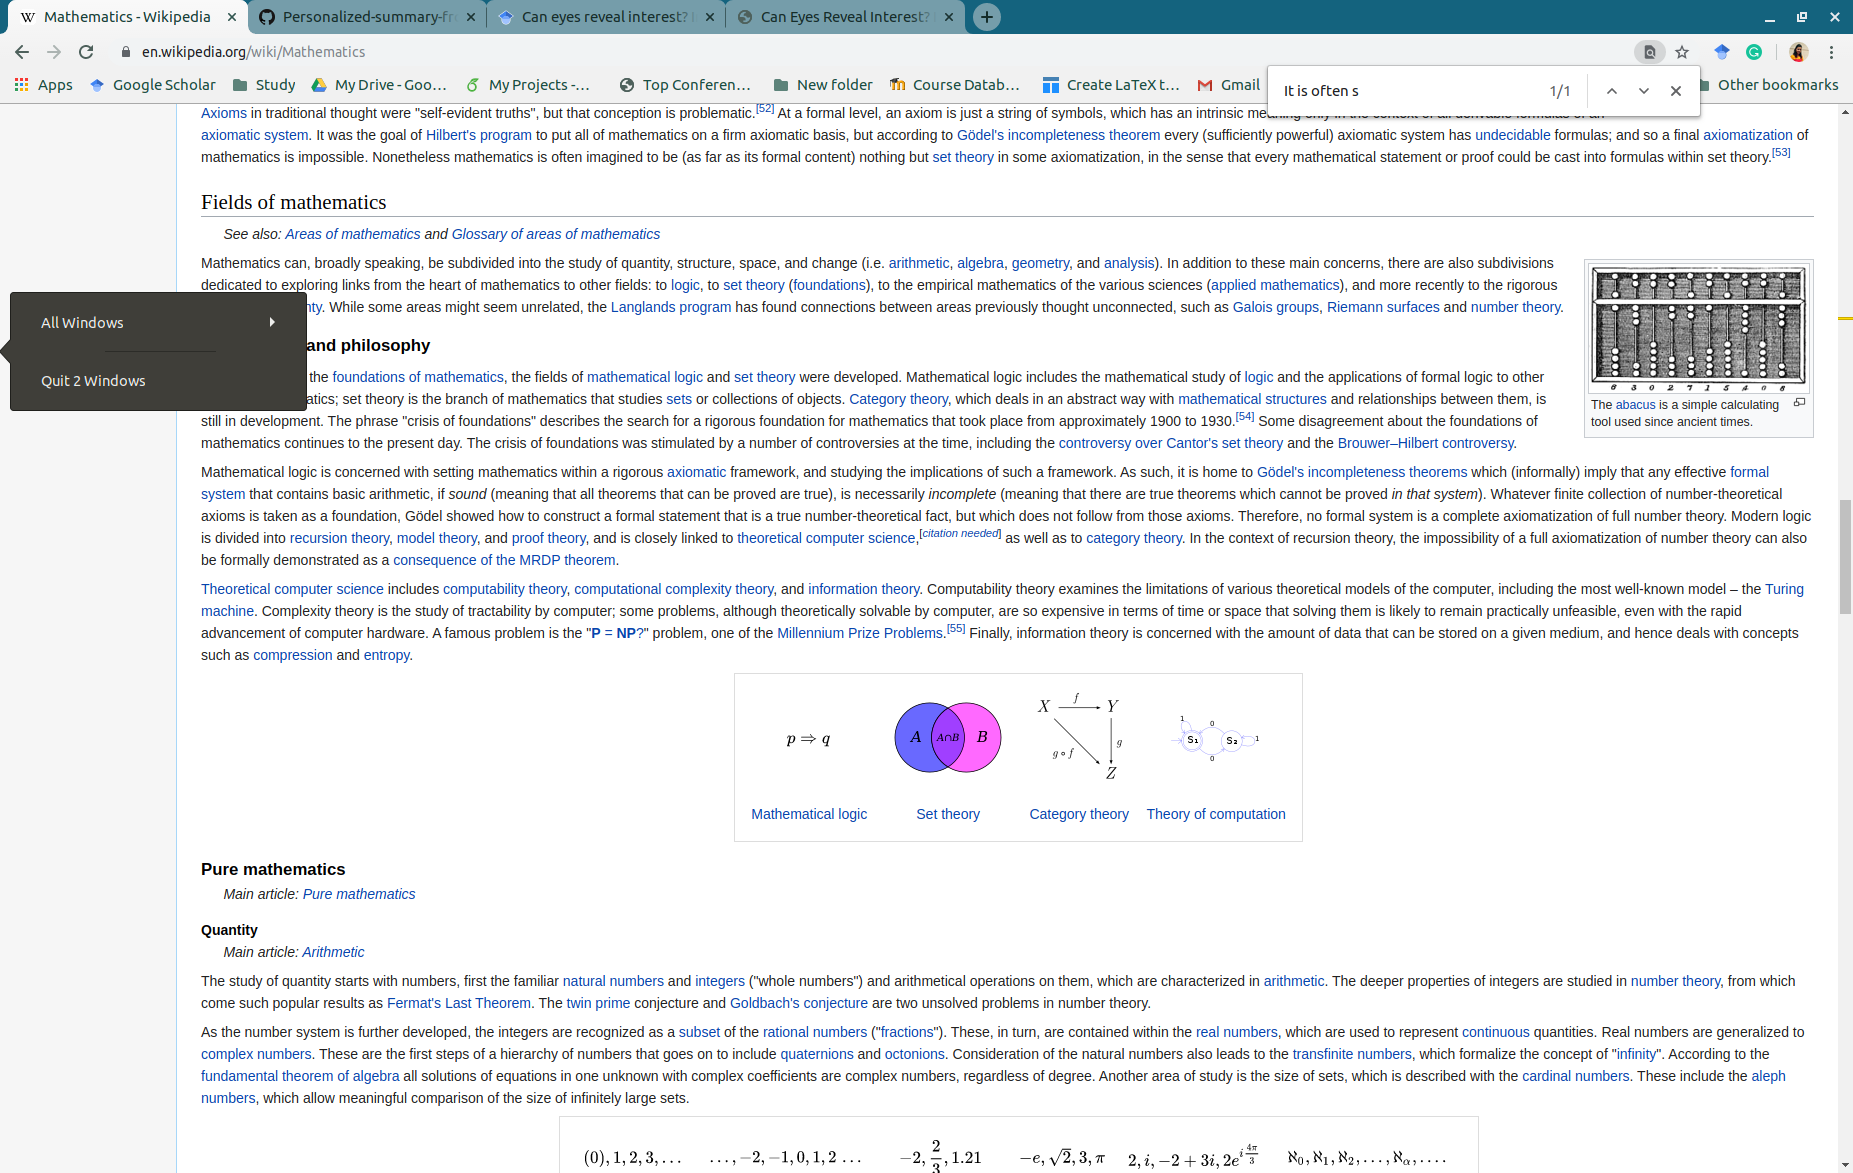 Mathematics - Wikipedia
Personalized-summary-fr
Can eyes reveal interest?
Can Eyes Reveal Interest?
en.wikipedia.org/wiki/Mathematics
Apps
Google Scholar
Study
My Drive - Goo...
My Projects -...
Top Conferen...
New folder
Course Datab...
Create LaTeX t...
Gmail
Other bookmarks
It is often s
1/1
Axioms in traditional thought were "self-evident truths", but that conception is problematic.[52] At a formal level, an axiom is just a string of symbols, which has an intrinsic meaning only in the context of all derivable formulas of an
axiomatic system. It was the goal of Hilbert's program to put all of mathematics on a firm axiomatic basis, but according to Gödel's incompleteness theorem every (sufficiently powerful) axiomatic system has undecidable formulas; and so a final axiomatization of
mathematics is impossible. Nonetheless mathematics is often imagined to be (as far as its formal content) nothing but set theory in some axiomatization, in the sense that every mathematical statement or proof could be cast into formulas within set theory.[53]
Fields of mathematics
See also: Areas of mathematics and Glossary of areas of mathematics
Mathematics can, broadly speaking, be subdivided into the study of quantity, structure, space, and change (i.e. arithmetic, algebra, geometry, and analysis). In addition to these main concerns, there are also subdivisions
dedicated to exploring links from the heart of mathematics to other fields: to logic, to set theory (foundations), to the empirical mathematics of the various sciences (applied mathematics), and more recently to the rigorous
nty. While some areas might seem unrelated, the Langlands program has found connections between areas previously thought unconnected, such as Galois groups, Riemann surfaces and number theory.
All Windows
Quit 2 Windows
and philosophy
the foundations of mathematics, the fields of mathematical logic and set theory were developed. Mathematical logic includes the mathematical study of logic and the applications of formal logic to other
atics; set theory is the branch of mathematics that studies sets or collections of objects. Category theory, which deals in an abstract way with mathematical structures and relationships between them, is
still in development. The phrase "crisis of foundations" describes the search for a rigorous foundation for mathematics that took place from approximately 1900 to 1930.[54] Some disagreement about the foundations of
mathematics continues to the present day. The crisis of foundations was stimulated by a number of controversies at the time, including the controversy over Cantor's set theory and the Brouwer–Hilbert controversy.
6 3 0 2 7 1 5 4 0 8
The abacus is a simple calculating
tool used since ancient times.
Mathematical logic is concerned with setting mathematics within a rigorous axiomatic framework, and studying the implications of such a framework. As such, it is home to Gödel's incompleteness theorems which (informally) imply that any effective formal
system that contains basic arithmetic, if sound (meaning that all theorems that can be proved are true), is necessarily incomplete (meaning that there are true theorems which cannot be proved in that system). Whatever finite collection of number-theoretical
axioms is taken as a foundation, Gödel showed how to construct a formal statement that is a true number-theoretical fact, but which does not follow from those axioms. Therefore, no formal system is a complete axiomatization of full number theory. Modern logic
is divided into recursion theory, model theory, and proof theory, and is closely linked to theoretical computer science,[citation needed] as well as to category theory. In the context of recursion theory, the impossibility of a full axiomatization of number theory can also
be formally demonstrated as a consequence of the MRDP theorem.
Theoretical computer science includes computability theory, computational complexity theory, and information theory. Computability theory examines the limitations of various theoretical models of the computer, including the most well-known model – the Turing
machine. Complexity theory is the study of tractability by computer; some problems, although theoretically solvable by computer, are so expensive in terms of time or space that solving them is likely to remain practically unfeasible, even with the rapid
advancement of computer hardware. A famous problem is the "P = NP?" problem, one of the Millennium Prize Problems.[55] Finally, information theory is concerned with the amount of data that can be stored on a given medium, and hence deals with concepts
such as compression and entropy.
p ⇒ q
A A∩B B
X f Y g g∘f Z
1 0 S₁ S₂ 1 0
Mathematical logic
Set theory
Category theory
Theory of computation
Pure mathematics
Main article: Pure mathematics
Quantity
Main article: Arithmetic
The study of quantity starts with numbers, first the familiar natural numbers and integers ("whole numbers") and arithmetical operations on them, which are characterized in arithmetic. The deeper properties of integers are studied in number theory, from which
come such popular results as Fermat's Last Theorem. The twin prime conjecture and Goldbach's conjecture are two unsolved problems in number theory.
As the number system is further developed, the integers are recognized as a subset of the rational numbers ("fractions"). These, in turn, are contained within the real numbers, which are used to represent continuous quantities. Real numbers are generalized to
complex numbers. These are the first steps of a hierarchy of numbers that goes on to include quaternions and octonions. Consideration of the natural numbers also leads to the transfinite numbers, which formalize the concept of "infinity". According to the
fundamental theorem of algebra all solutions of equations in one unknown with complex coefficients are complex numbers, regardless of degree. Another area of study is the size of sets, which is described with the cardinal numbers. These include the aleph
numbers, which allow meaningful comparison of the size of infinitely large sets.
(0), 1, 2, 3, …
…, −2, −1, 0, 1, 2 …
−2, 2/3, 1.21
−e, √2, 3, π
2, i, −2 + 3i, 2e^{i4π/3}
ℵ₀, ℵ₁, ℵ₂, …, ℵ_α, ….